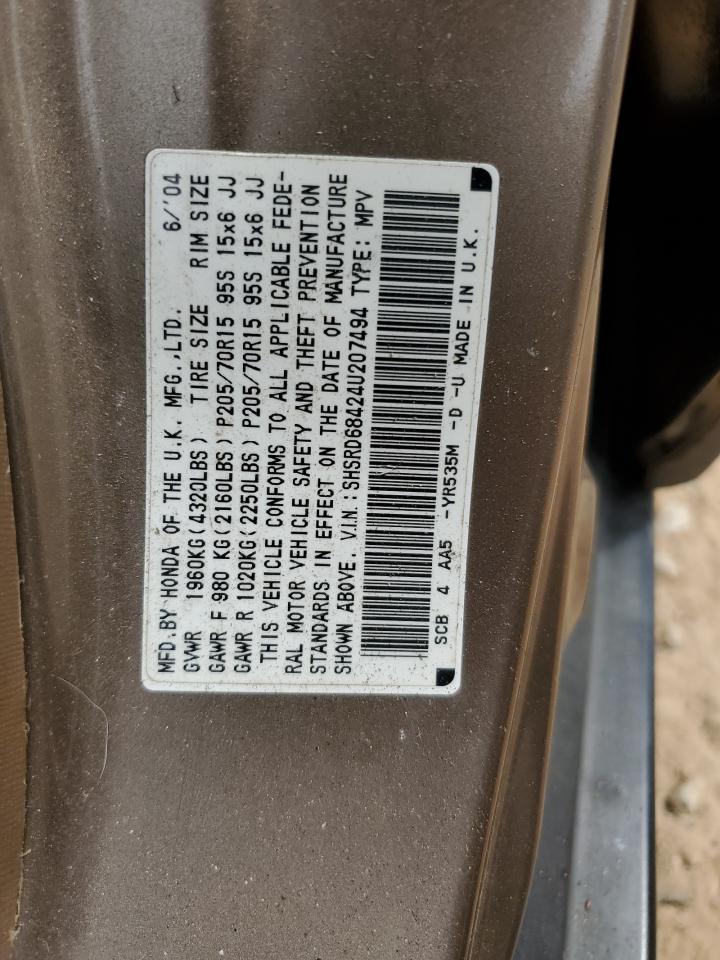 MFD.BY HONDA OF THE U.K. MFG.,LTD. 6/'04
GVWR 1960KG(4320LBS) TIRE SIZE RIM SIZE
GAWR F 980 KG(2160LBS) P205/70R15 95S 15x6 JJ
GAWR R 1020KG(2250LBS) P205/70R15 95S 15x6 JJ
THIS VEHICLE CONFORMS TO ALL APPLICABLE FEDE-
RAL MOTOR VEHICLE SAFETY AND THEFT PREVENTION
STANDARDS IN EFFECT ON THE DATE OF MANUFACTURE
SHOWN ABOVE. V.I.N.:SHSRD68424U207494 TYPE: MPV
SCB 4 AA5 -YR535M -D -U MADE IN U.K.